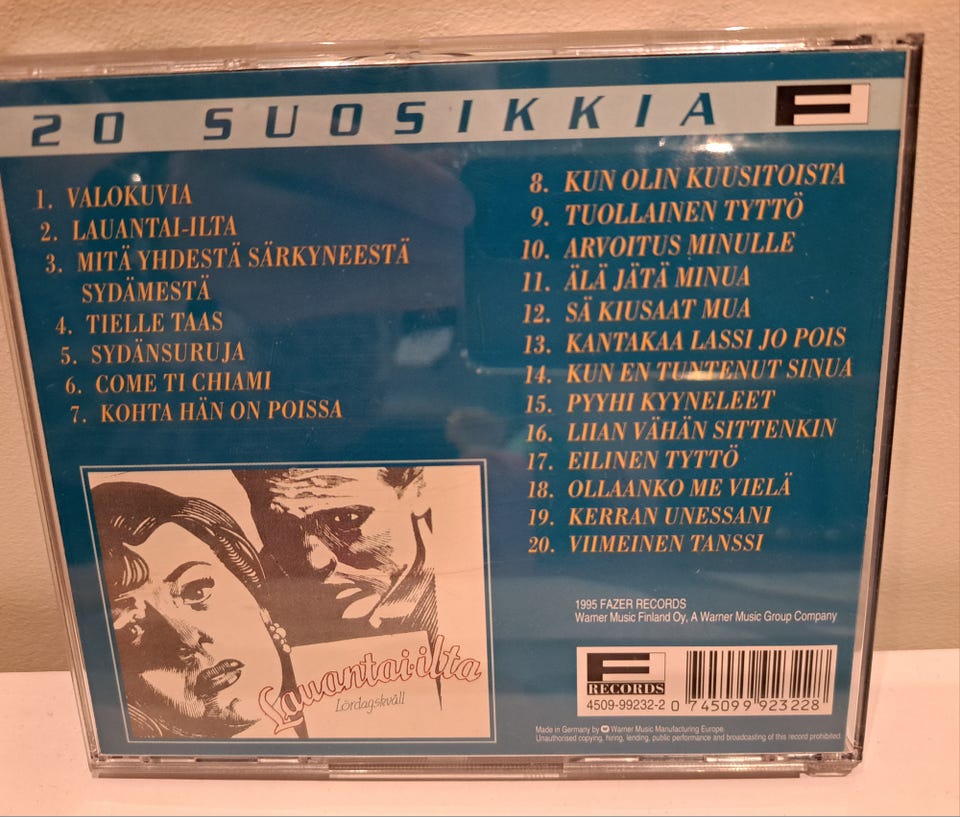 20 SUOSIKKIA F
1. VALOKUVIA
2. LAUANTAI-ILTA
3. MITÄ YHDESTÄ SÄRKYNEESTÄ
SYDÄMESTÄ
4. TIELLE TAAS
5. SYDÄNSURUJA
6. COME TI CHIAMI
7. KOHTA HÄN ON POISSA
8. KUN OLIN KUUSITOISTA
9. TUOLLAINEN TYTTÖ
10. ARVOITUS MINULLE
11. ÄLÄ JÄTÄ MINUA
12. SÄ KIUSAAT MUA
13. KANTAKAA LASSI JO POIS
14. KUN EN TUNTENUT SINUA
15. PYYHI KYYNELEET
16. LIIAN VÄHÄN SITTENKIN
17. EILINEN TYTTÖ
18. OLLAANKO ME VIELÄ
19. KERRAN UNESSANI
20. VIIMEINEN TANSSI
Lauantai-ilta
Lördagskväll
1995 FAZER RECORDS
Warner Music Finland Oy, A Warner Music Group Company
F
RECORDS
4509-99232-2
0 745099 923228
Made in Germany by Warner Music Manufacturing Europe.
Unauthorised copying, hiring, lending, public performance and broadcasting of this record prohibited.